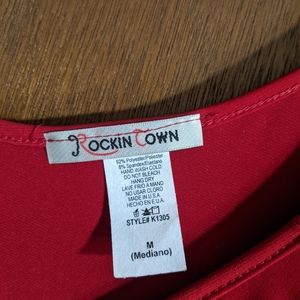 ROCKIN TOWN
92% Polyester/Poliester
8% Spandex/Elastano
HAND WASH COLD
DO NOT BLEACH
HANG DRY
LAVE FRIO A MANO
NO USAR CLORO
MADE IN U.S.A
HECHO EN E.U.A.
STYLE# K1305
M
(Mediano)